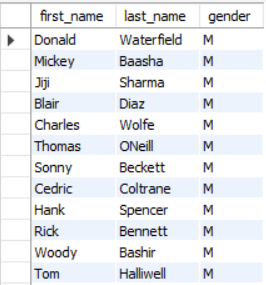 first_name last_name gender
Donald Waterfield M
Mickey Baasha M
Jiji Sharma M
Blair Diaz M
Charles Wolfe M
Thomas ONeill M
Sonny Beckett M
Cedric Coltrane M
Hank Spencer M
Rick Bennett M
Woody Bashir M
Tom Halliwell M